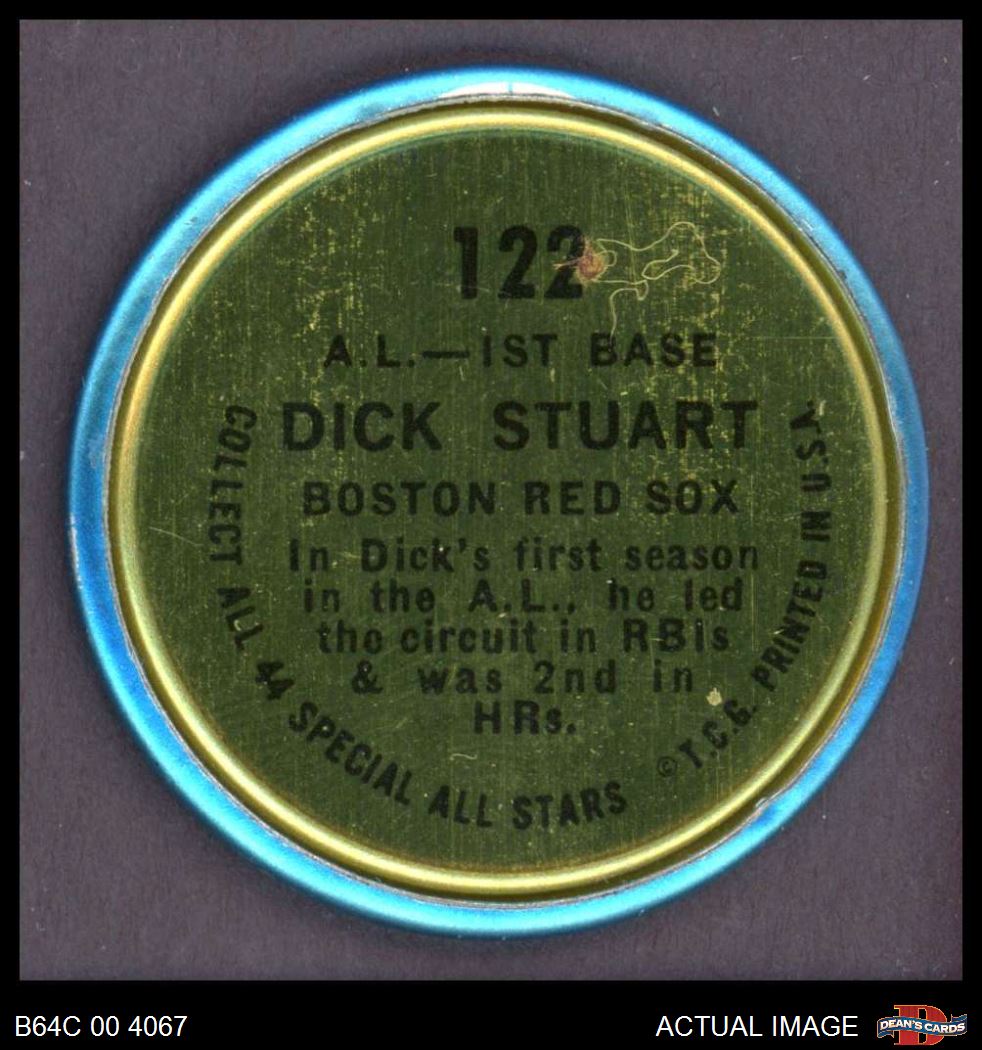 122
A.L.—1ST BASE
DICK STUART
BOSTON RED SOX
In Dick's first season
in the A.L., he led
the circuit in RBIs
& was 2nd in
HRs.
COLLECT ALL 44 SPECIAL ALL STARS
© T.C.G. PRINTED IN U.S.A.
B64C 00 4067
ACTUAL IMAGE
B
DEAN'S CARDS